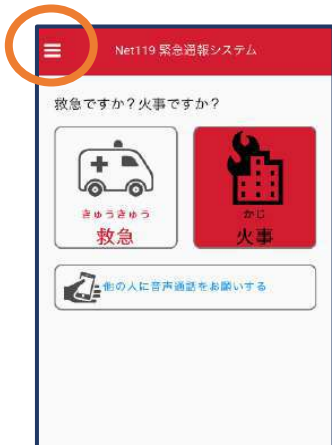 Net119 緊急通報システム
救急ですか？火事ですか？
きゅうきゅう
救急
かじ
火事
他の人に音声通話をお願いする